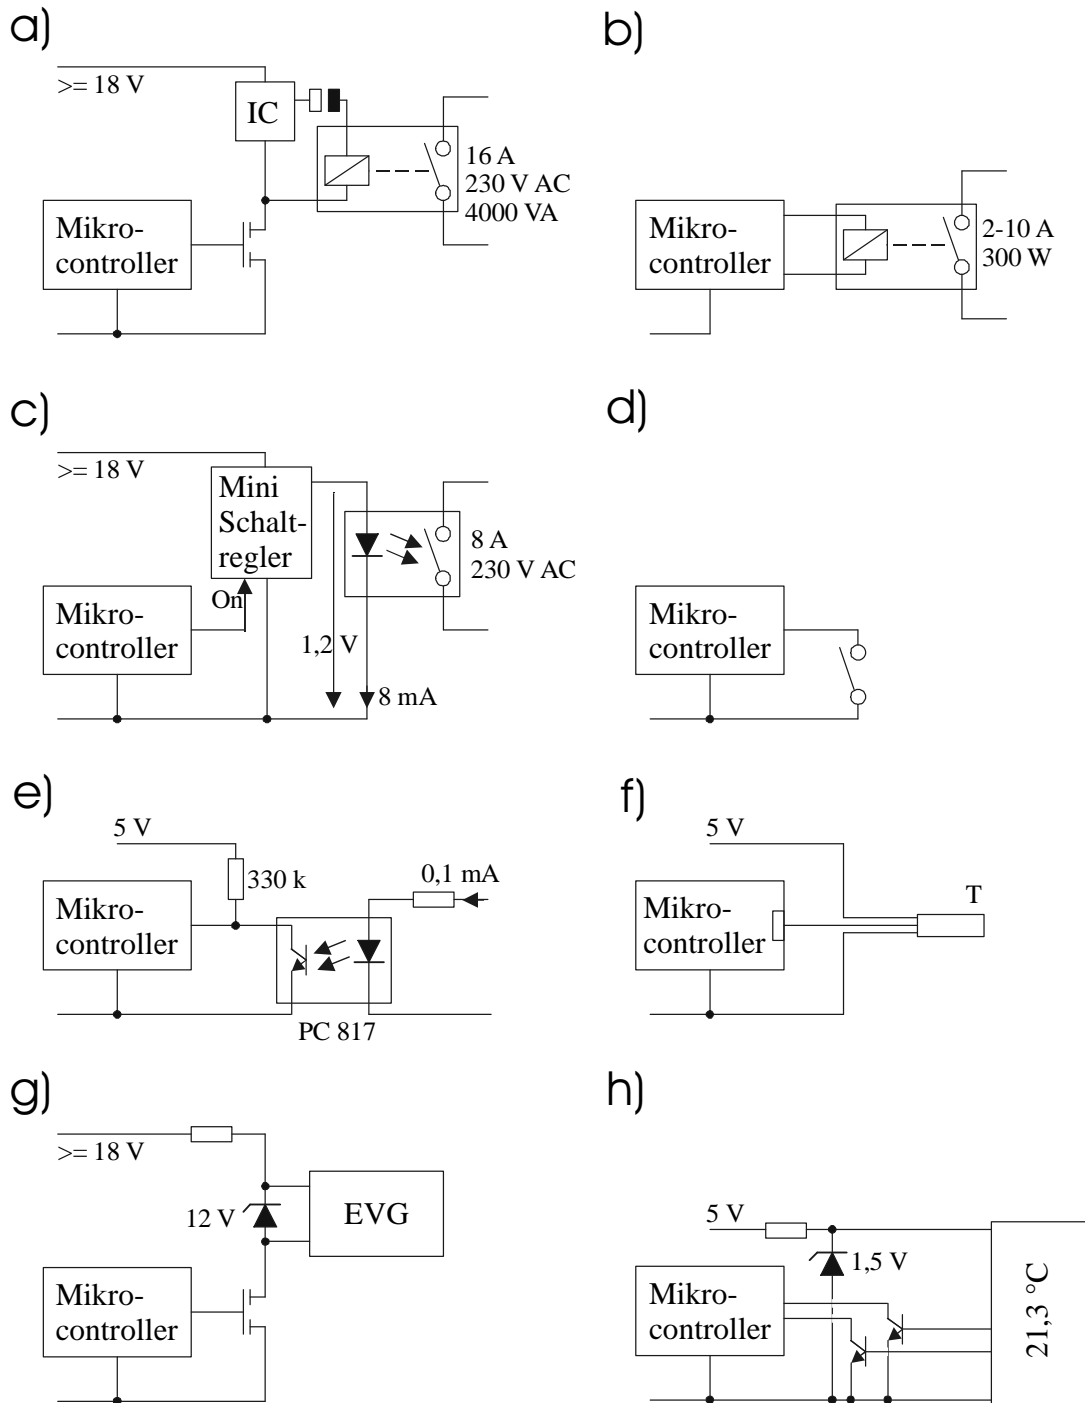 a)
>= 18 V
IC
16 A
230 V AC
4000 VA
Mikro-
controller
b)
Mikro-
controller
2-10 A
300 W
c)
>= 18 V
Mini
Schalt-
regler
8 A
230 V AC
On
Mikro-
controller
1,2 V
8 mA
d)
Mikro-
controller
e)
5 V
330 k
0,1 mA
Mikro-
controller
PC 817
f)
5 V
T
Mikro-
controller
g)
>= 18 V
12 V
EVG
Mikro-
controller
h)
5 V
1,5 V
Mikro-
controller
21,3 °C